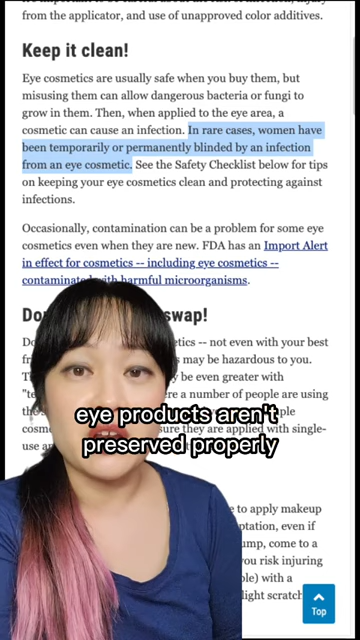 from the applicator, and use of unapproved color additives.
Keep it clean!
Eye cosmetics are usually safe when you buy them, but
misusing them can allow dangerous bacteria or fungi to
grow in them. Then, when applied to the eye area, a
cosmetic can cause an infection. In rare cases, women have
been temporarily or permanently blinded by an infection
from an eye cosmetic. See the Safety Checklist below for tips
on keeping your eye cosmetics clean and protecting against
infections.
Occasionally, contamination can be a problem for some eye
cosmetics even when they are new. FDA has an Import Alert
in effect for cosmetics -- including eye cosmetics --
contaminated with harmful microorganisms.
swap!
etics -- not even with your best
may be hazardous to you.
be even greater with
a number of people are using
eye products aren't
preserved properly
sure they are applied with single-
to apply makeup
even if
come to a
you risk injuring
with a
light scratch
Top